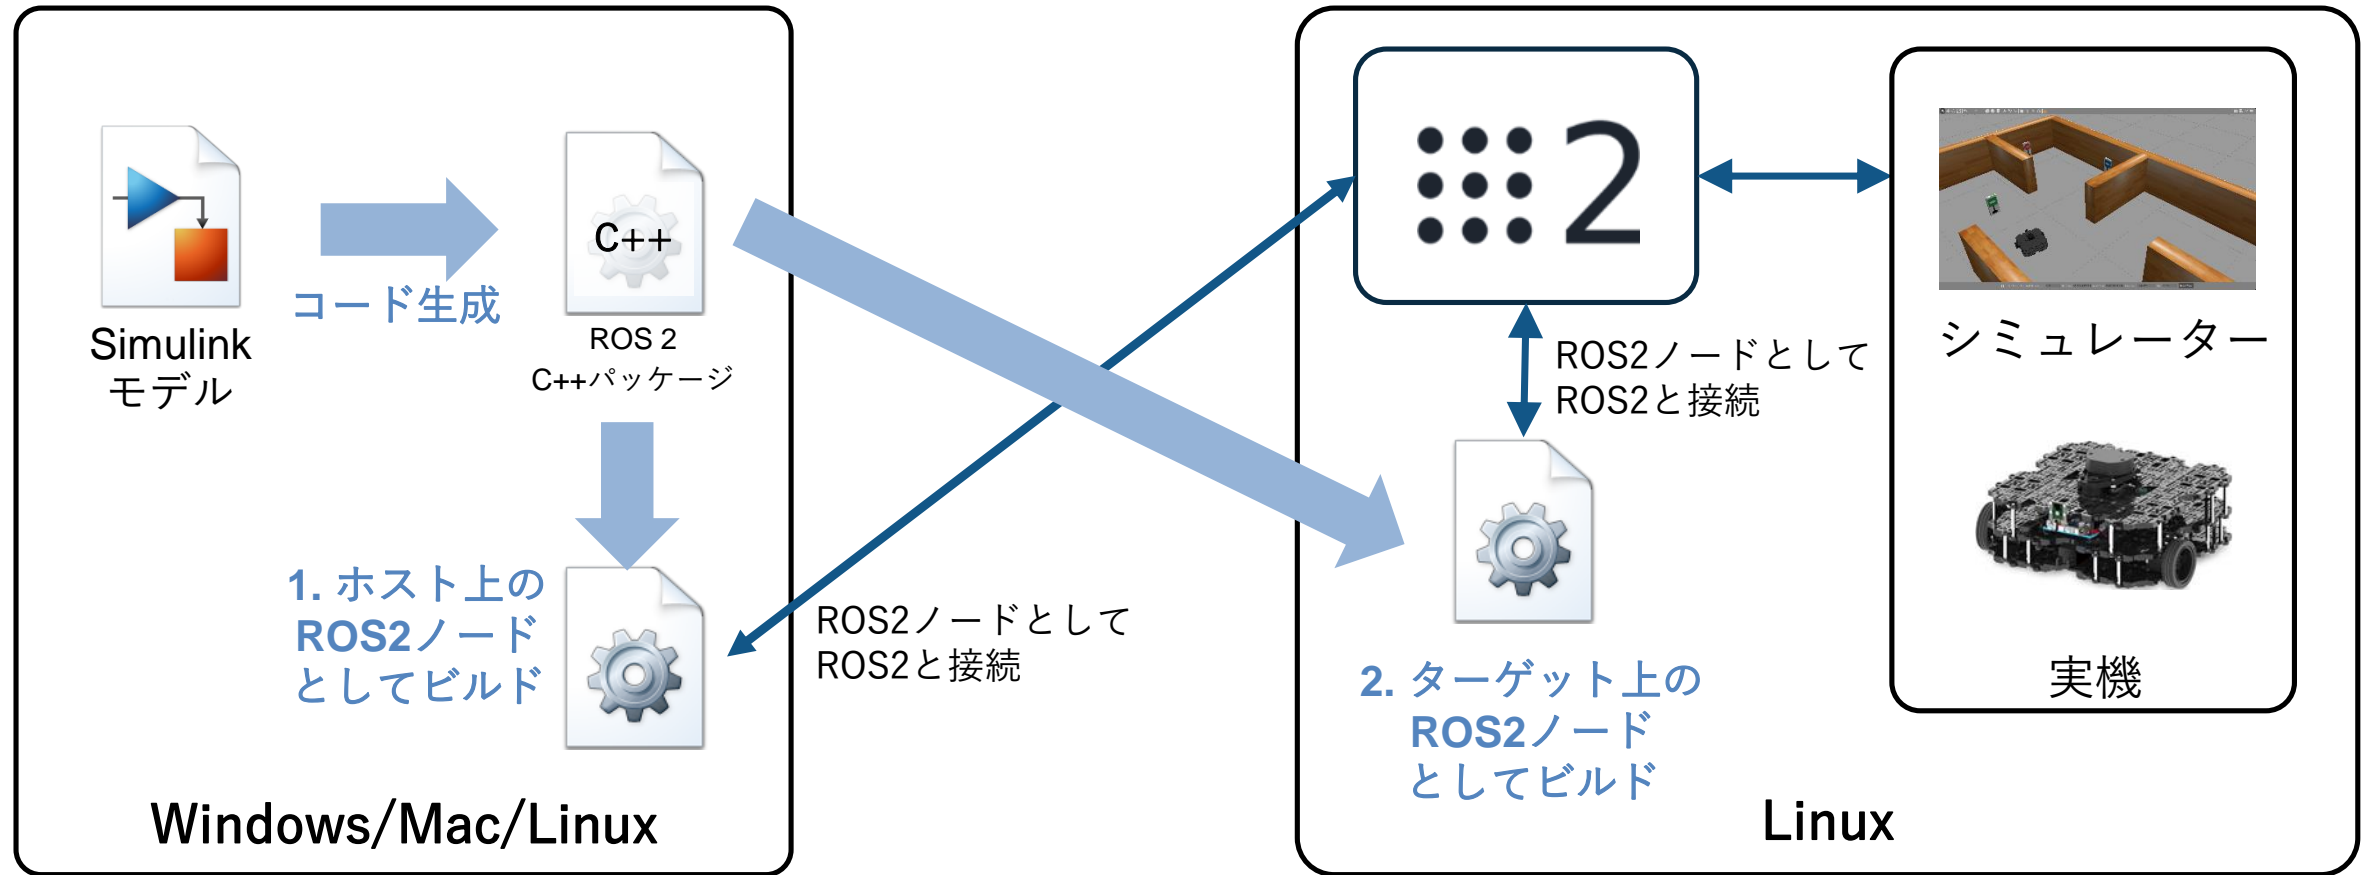 コード生成
Simulink
モデル
C++
ROS 2
C++パッケージ
1. ホスト上の
ROS2ノード
としてビルド
Windows/Mac/Linux
ROS2ノードとして
ROS2と接続
2
ROS2ノードとして
ROS2と接続
2. ターゲット上の
ROS2ノード
としてビルド
シミュレーター
実機
Linux